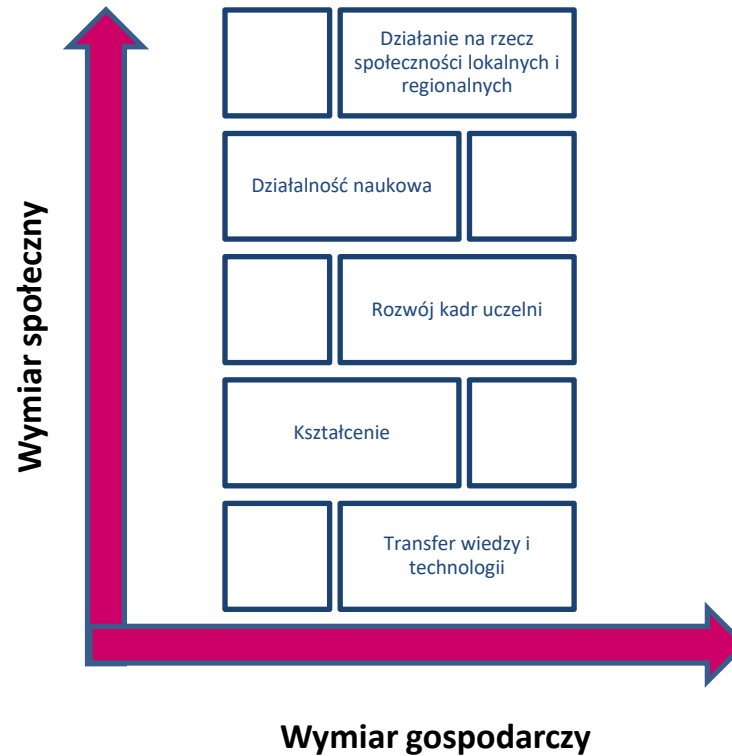 Działanie na rzecz
społeczności lokalnych i
regionalnych
Działalność naukowa
Rozwój kadr uczelni
Kształcenie
Transfer wiedzy i
technologii
Wymiar społeczny
Wymiar gospodarczy